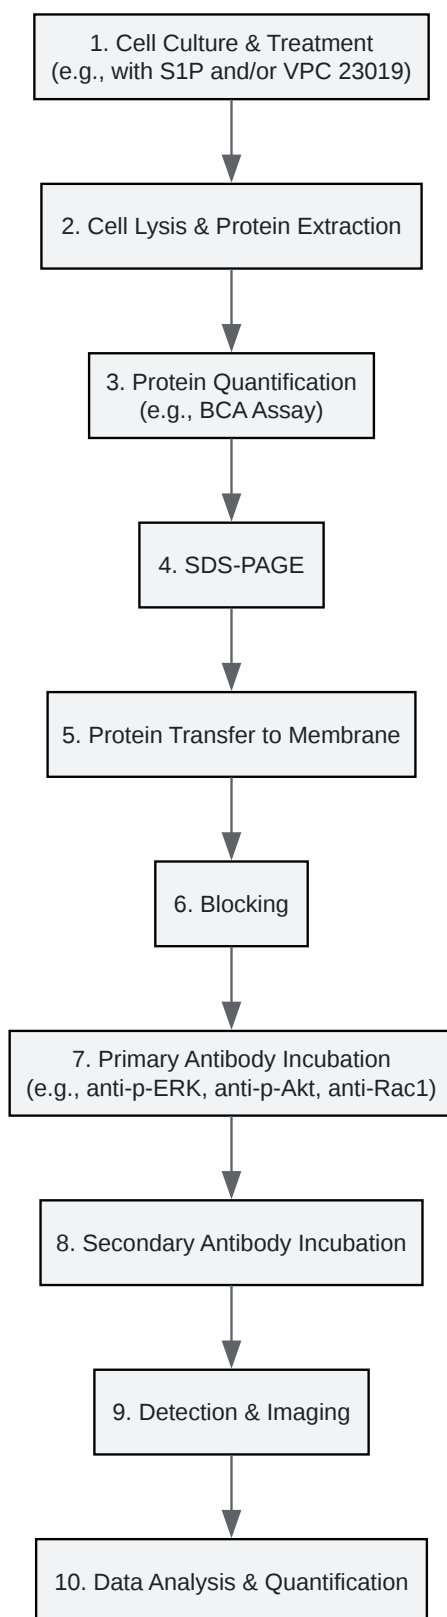 1. Cell Culture & Treatment
(e.g., with S1P and/or VPC 23019)
2. Cell Lysis & Protein Extraction
3. Protein Quantification
(e.g., BCA Assay)
4. SDS-PAGE
5. Protein Transfer to Membrane
6. Blocking
7. Primary Antibody Incubation
(e.g., anti-p-ERK, anti-p-Akt, anti-Rac1)
8. Secondary Antibody Incubation
9. Detection & Imaging
10. Data Analysis & Quantification